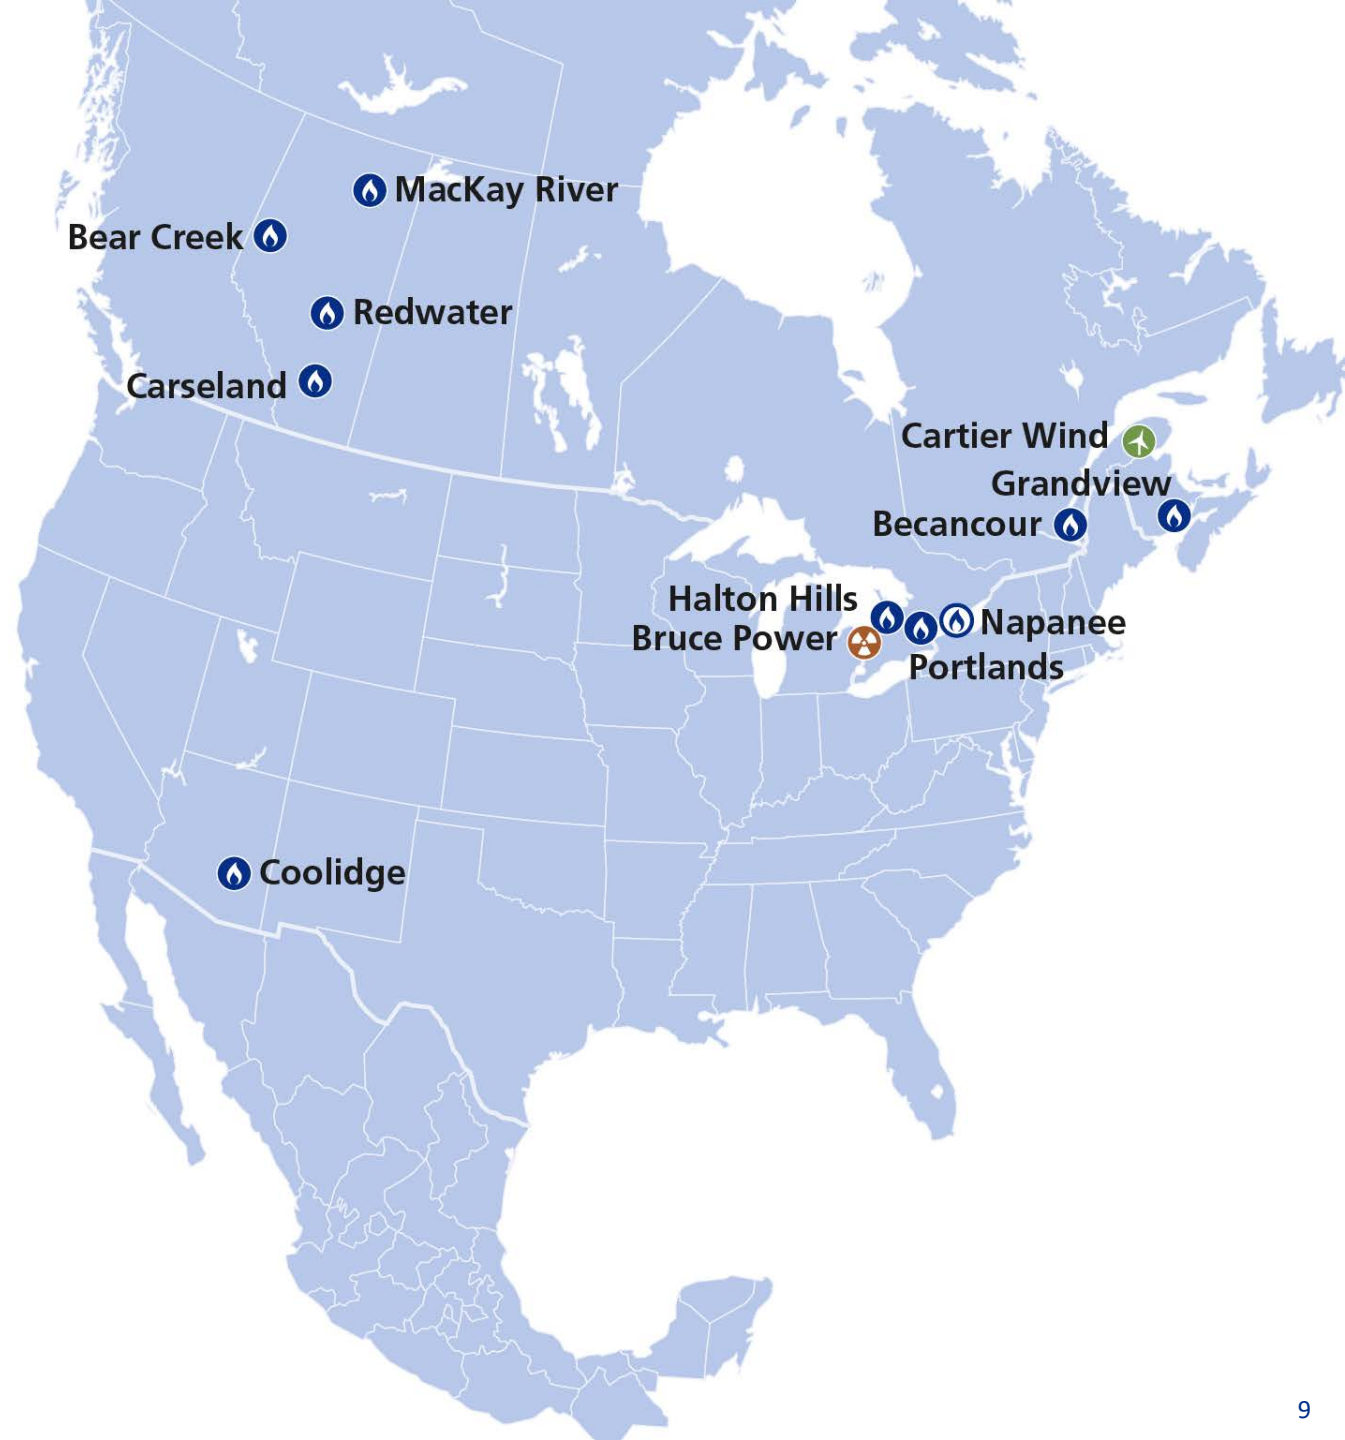 MacKay River
Bear Creek
Redwater
Carseland
Cartier Wind
Grandview
Becancour
Halton Hills
Napanee
Bruce Power
Portlands
Coolidge
9